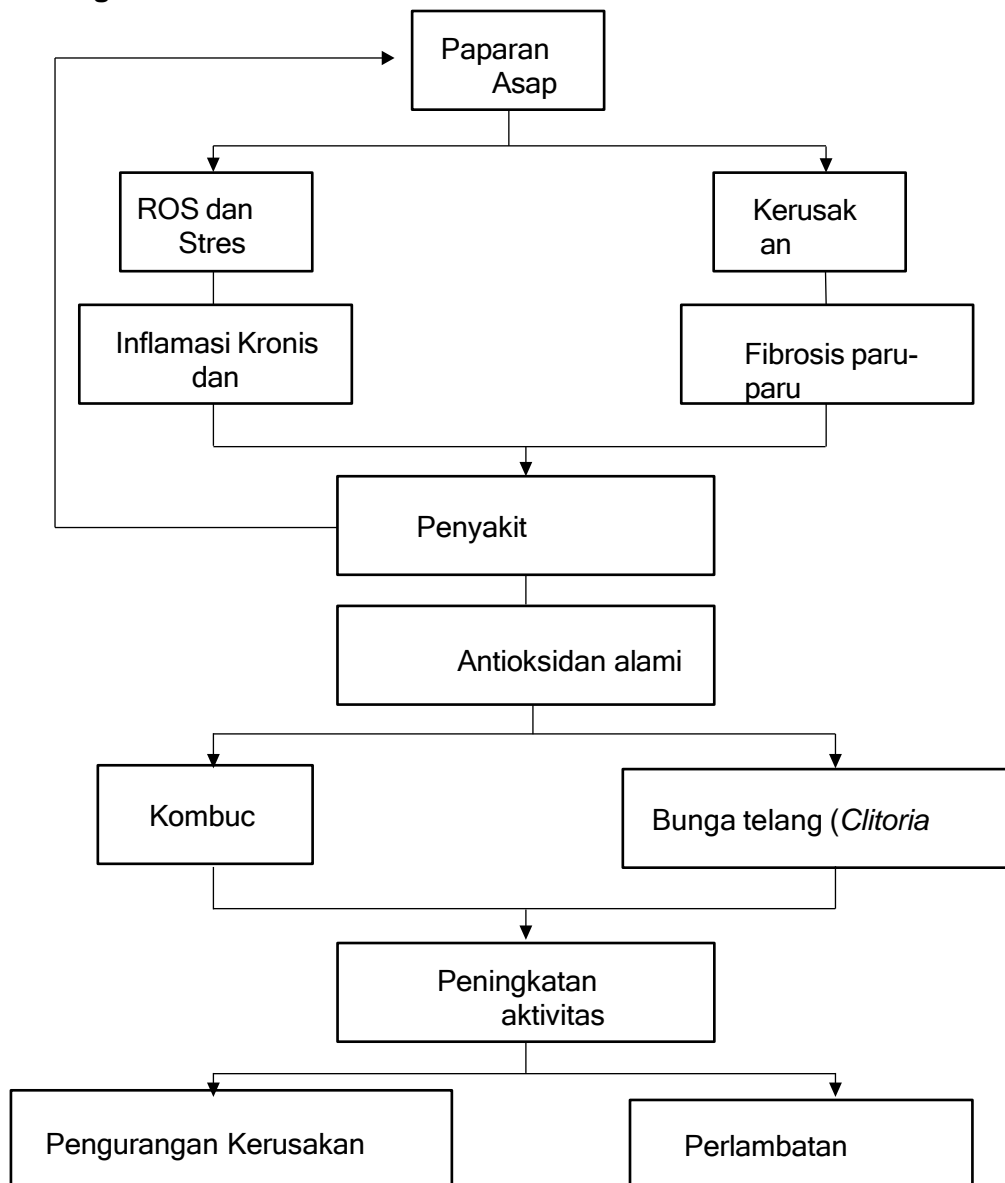 Paparan
Asap
ROS dan
Stres
Kerusak
an
Inflamasi Kronis
dan
Fibrosis paru-
paru
Penyakit
Antioksidan alami
Kombuc
Bunga telang (Clitoria
Peningkatan
aktivitas
Pengurangan Kerusakan
Perlambatan